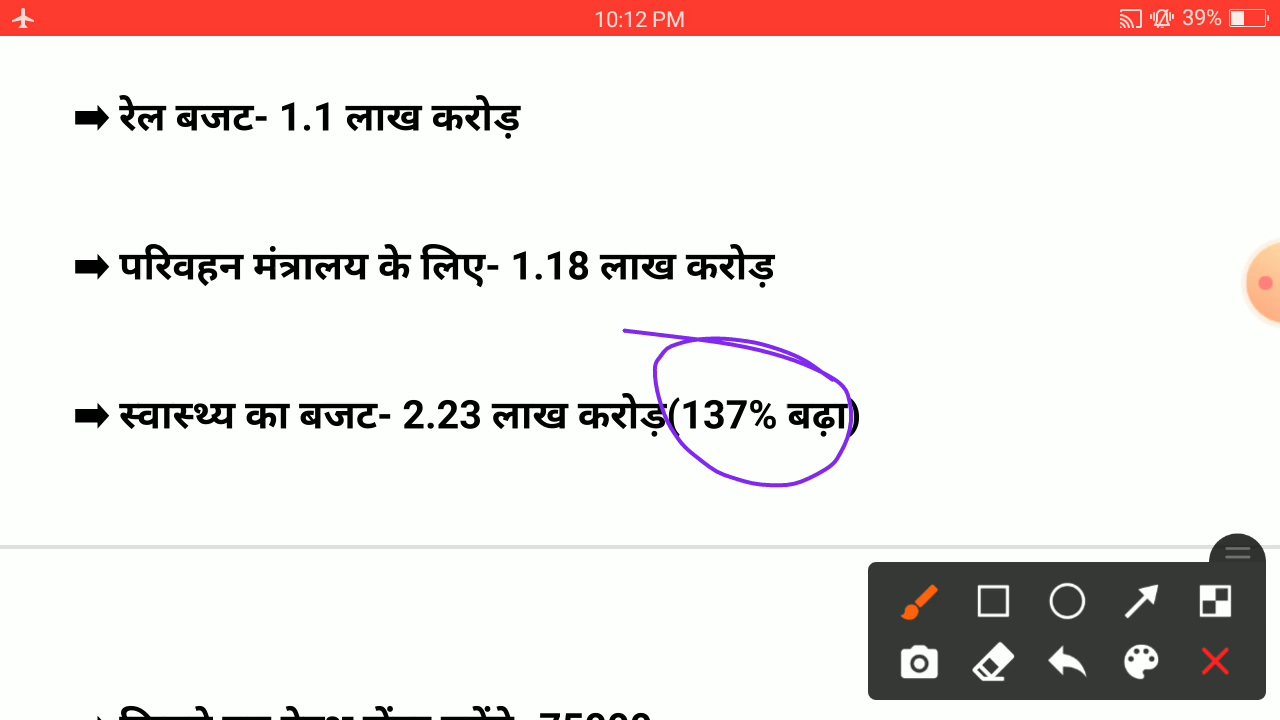 10:12 PM
39%
➡ रेल बजट- 1.1 लाख करोड़
➡ परिवहन मंत्रालय के लिए- 1.18 लाख करोड़
➡ स्वास्थ्य का बजट- 2.23 लाख करोड़(137% बढ़ा)